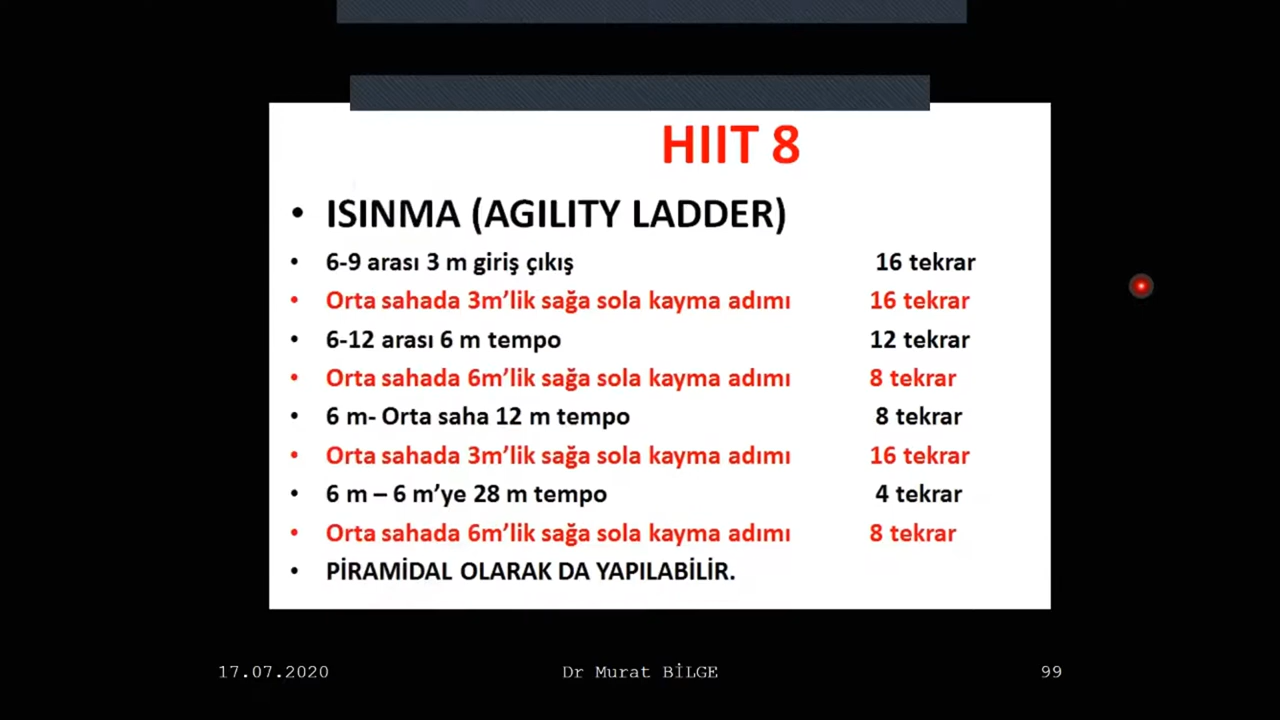 HIIT 8
• ISINMA (AGILITY LADDER)
• 6-9 arası 3 m giriş çıkış 16 tekrar
• Orta sahada 3m’lik sağa sola kayma adımı 16 tekrar
• 6-12 arası 6 m tempo 12 tekrar
• Orta sahada 6m’lik sağa sola kayma adımı 8 tekrar
• 6 m- Orta saha 12 m tempo 8 tekrar
• Orta sahada 3m’lik sağa sola kayma adımı 16 tekrar
• 6 m – 6 m’ye 28 m tempo 4 tekrar
• Orta sahada 6m’lik sağa sola kayma adımı 8 tekrar
• PİRAMİDAL OLARAK DA YAPILABİLİR.
17.07.2020 Dr Murat BİLGE 99